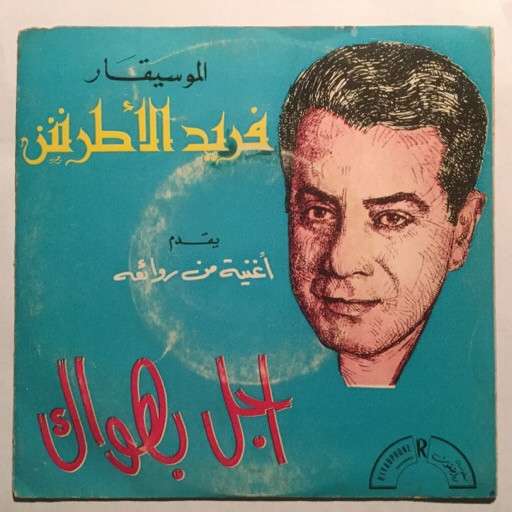 الموسيقار
فريد الأطرش
يقدم
أغنية من روائعه
اجل بهواك
R